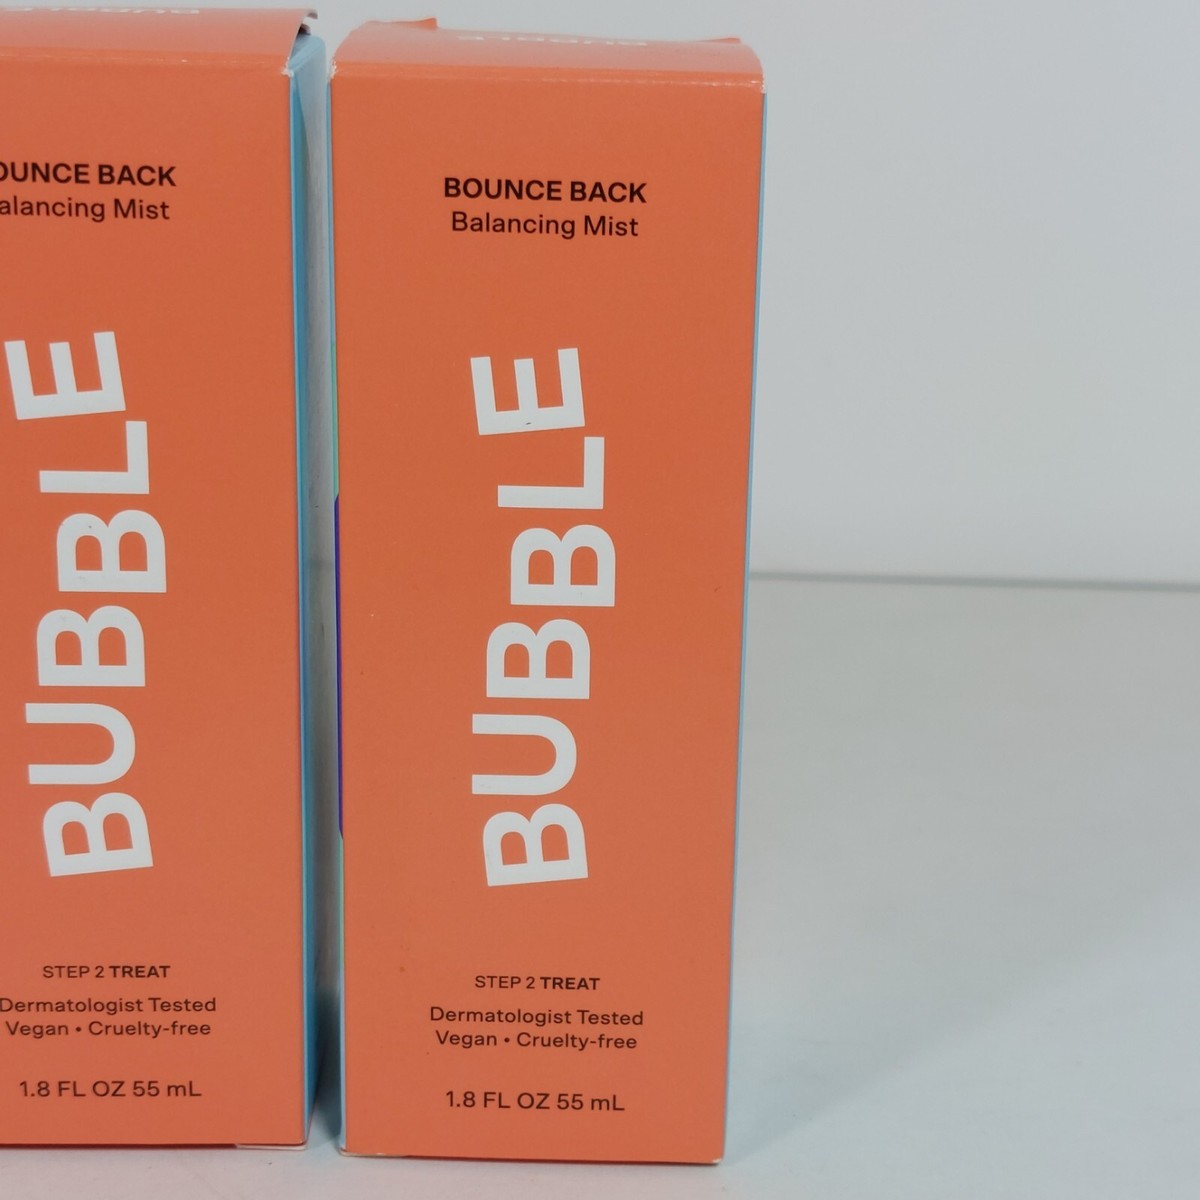 OUNCE BACK
alancing Mist
BUBBLE
STEP 2 TREAT
Dermatologist Tested
Vegan • Cruelty-free
1.8 FL OZ 55 mL
BUBBLE
BOUNCE BACK
Balancing Mist
BUBBLE
STEP 2 TREAT
Dermatologist Tested
Vegan • Cruelty-free
1.8 FL OZ 55 mL